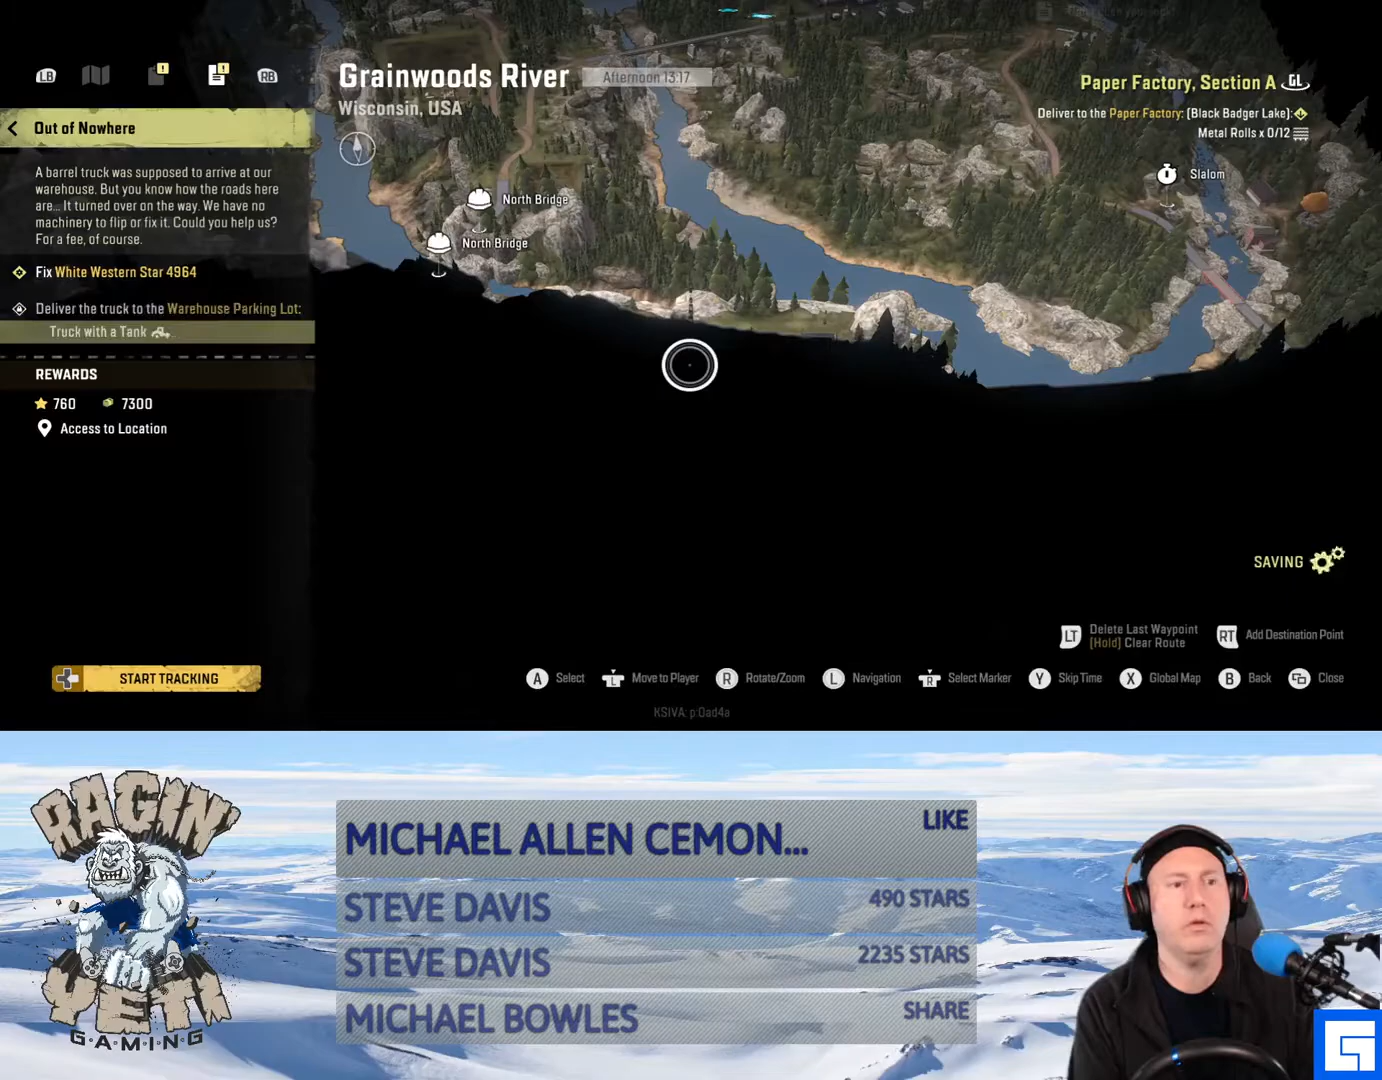 LB
RB
Out of Nowhere
A barrel truck was supposed to arrive at our
warehouse. But you know how the roads here
are... It turned over on the way. We have no
machinery to flip or fix it. Could you help us?
For a fee, of course.
Fix White Western Star 4964
Deliver the truck to the Warehouse Parking Lot:
Truck with a Tank
REWARDS
760 7300
Access to Location
START TRACKING
Grainwoods River
Afternoon 13:17
Wisconsin, USA
North Bridge
North Bridge
Paper Factory, Section A GL
Deliver to the Paper Factory: (Black Badger Lake):
Metal Rolls x 0/12
Slalom
SAVING
LT Delete Last Waypoint
[Hold] Clear Route
RT Add Destination Point
A Select
L Move to Player
R Rotate/Zoom
L Navigation
R Select Marker
Y Skip Time
X Global Map
B Back
Close
KSIVA: p:0ad4a
RAGIN'
YETI
G·A·M·I·N·G
MICHAEL ALLEN CEMON... LIKE
STEVE DAVIS 490 STARS
STEVE DAVIS 2235 STARS
MICHAEL BOWLES SHARE